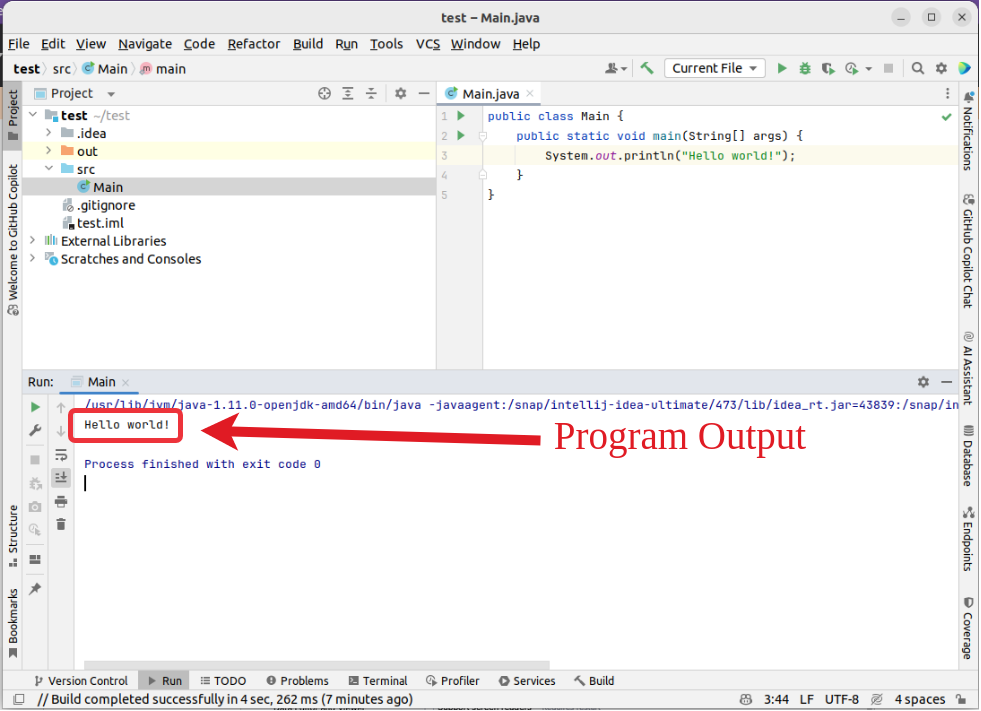 test – Main.java
File Edit View Navigate Code Refactor Build Run Tools VCS Window Help
test src Main main
Current File
Project
Main.java
test ~/test
.idea
out
src
Main
.gitignore
test.iml
External Libraries
Scratches and Consoles
1 public class Main {
2 public static void main(String[] args) {
3 System.out.println("Hello world!");
4 }
5 }
Project
Welcome to GitHub Copilot
Structure
Bookmarks
Notifications
GitHub Copilot Chat
AI Assistant
Database
Endpoints
Coverage
Run: Main
/usr/lib/jvm/java-1.11.0-openjdk-amd64/bin/java -javaagent:/snap/intellij-idea-ultimate/473/lib/idea_rt.jar=43839:/snap/in
Hello world!
Program Output
Process finished with exit code 0
Version Control Run TODO Problems Terminal Profiler Services Build
// Build completed successfully in 4 sec, 262 ms (7 minutes ago)
3:44 LF UTF-8 4 spaces